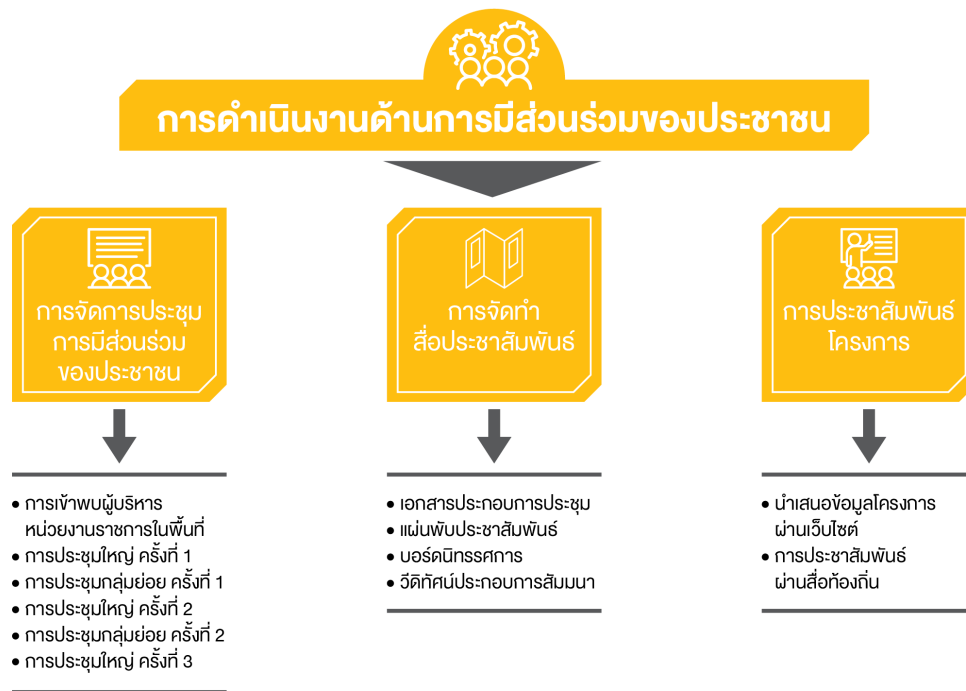 การดำเนินงานด้านการมีส่วนร่วมของประชาชน
การจัดการประชุม
การมีส่วนร่วม
ของประชาชน
• การเข้าพบผู้บริหาร
หน่วยงานราชการในพื้นที่
• การประชุมใหญ่ ครั้งที่ 1
• การประชุมกลุ่มย่อย ครั้งที่ 1
• การประชุมใหญ่ ครั้งที่ 2
• การประชุมกลุ่มย่อย ครั้งที่ 2
• การประชุมใหญ่ ครั้งที่ 3
การจัดทำ
สื่อประชาสัมพันธ์
• เอกสารประกอบการประชุม
• แผ่นพับประชาสัมพันธ์
• บอร์ดนิทรรศการ
• วีดิทัศน์ประกอบการสัมมนา
การประชาสัมพันธ์
โครงการ
• นำเสนอข้อมูลโครงการ
ผ่านเว็บไซต์
• การประชาสัมพันธ์
ผ่านสื่อท้องถิ่น